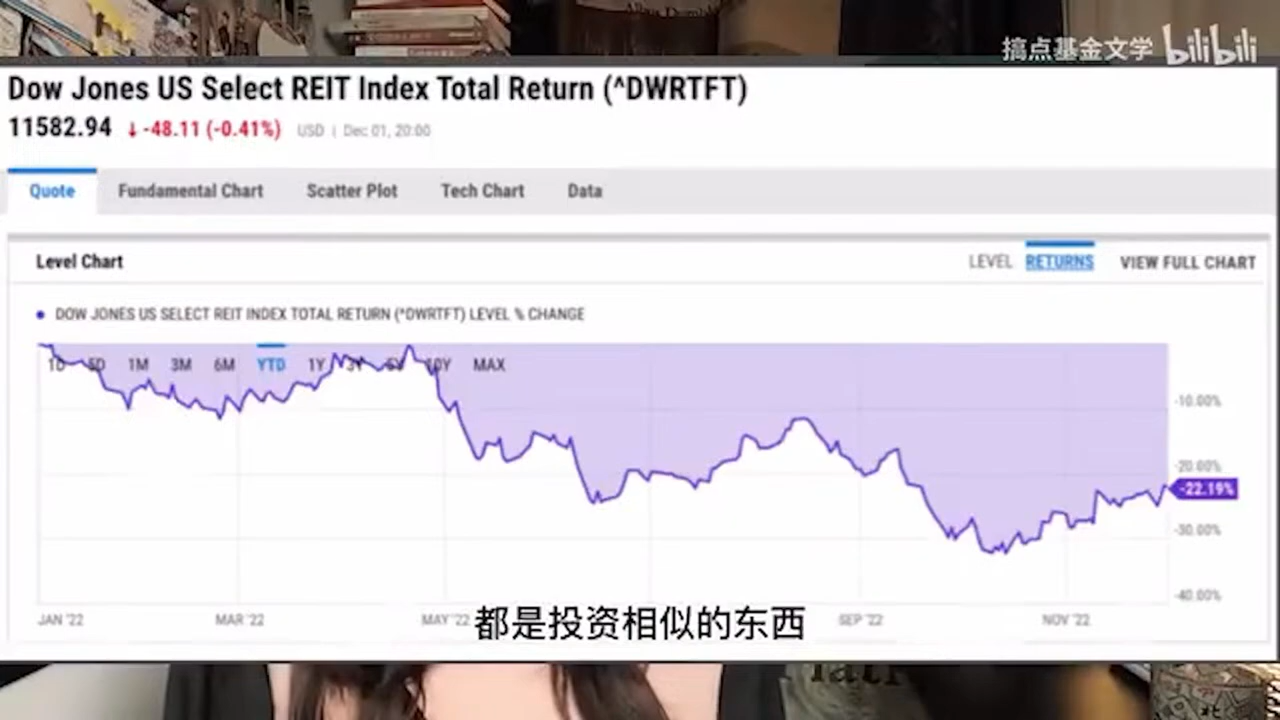 搞点基金文学 bilibili
Dow Jones US Select REIT Index Total Return (^DWRTFT)
11582.94 ↓ -48.11 (-0.41%) USD | Dec 01, 20:00
Quote Fundamental Chart Scatter Plot Tech Chart Data
Level Chart LEVEL RETURNS VIEW FULL CHART
DOW JONES US SELECT REIT INDEX TOTAL RETURN (^DWRTFT) LEVEL % CHANGE
1D 5D 1M 3M 6M YTD 1Y 3Y 5Y 10Y MAX
-10.00%
-20.00%
-22.19%
-30.00%
-40.00%
JAN '22 MAR '22 MAY '22 SEP '22 NOV '22
都是投资相似的东西